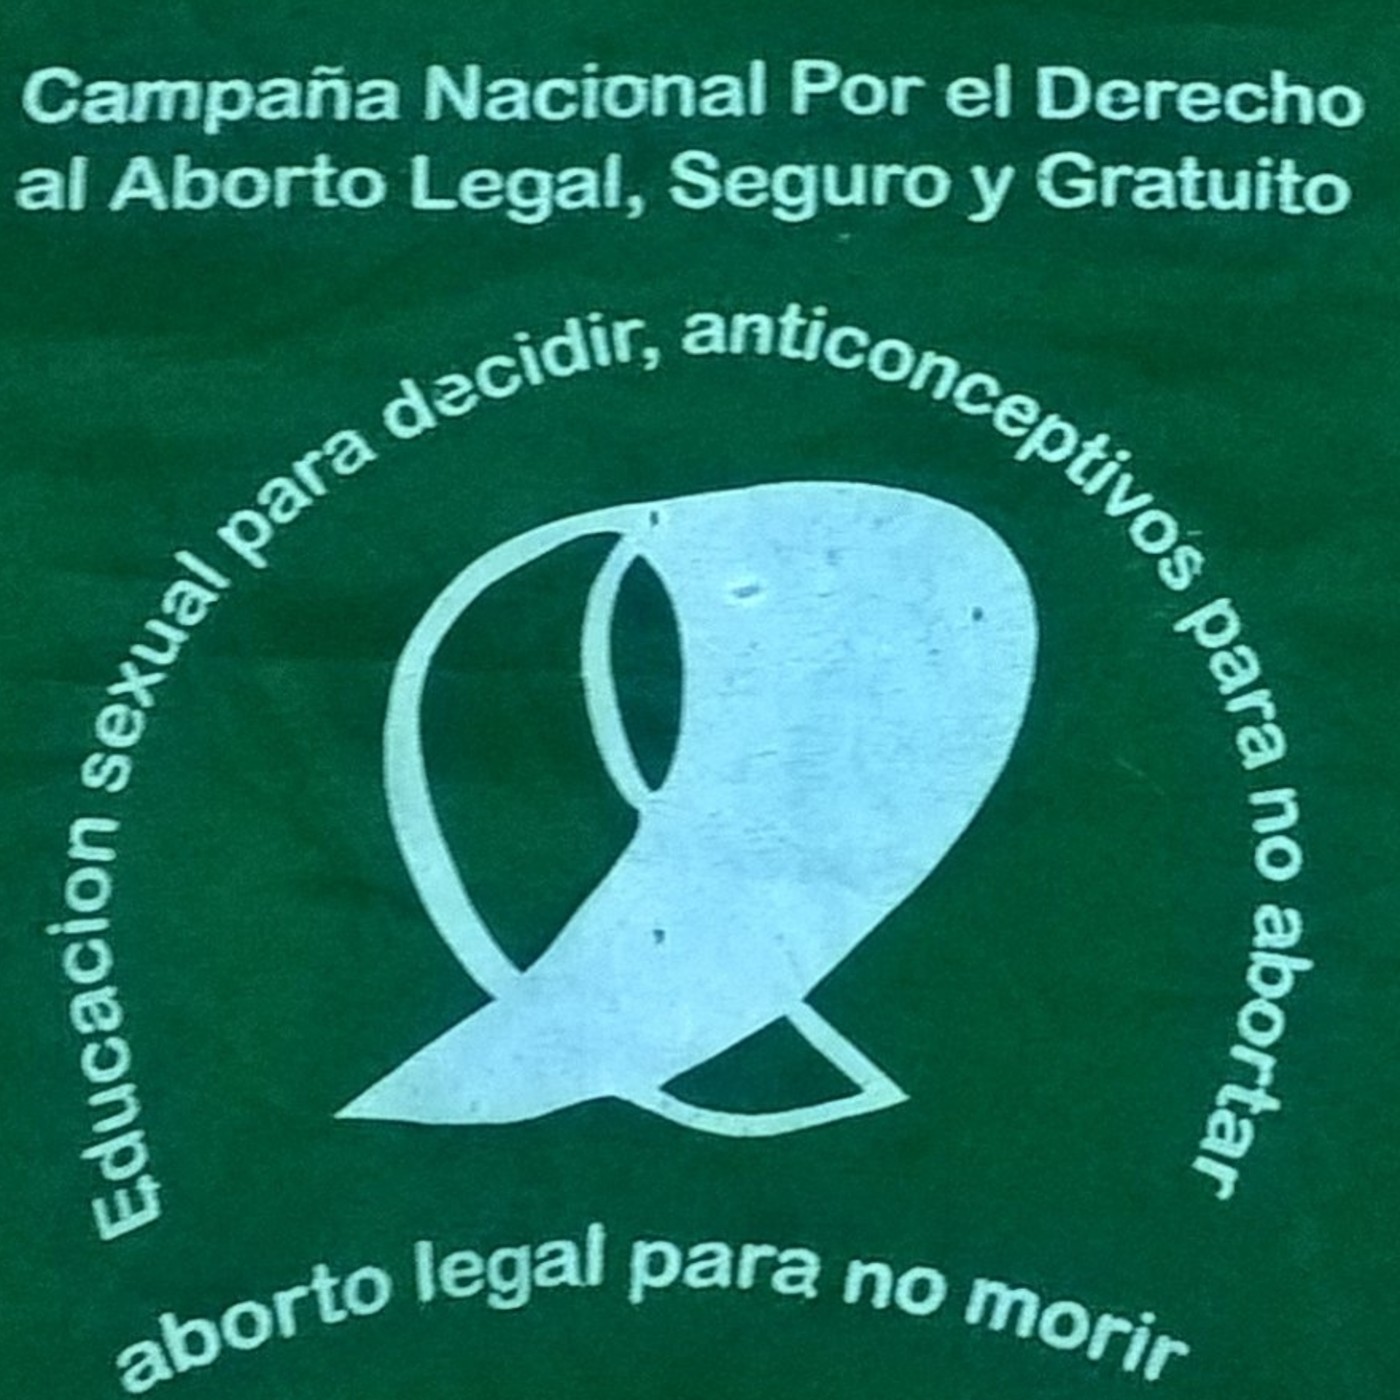 Campaña Nacional Por el Derecho
al Aborto Legal, Seguro y Gratuito
Educacion sexual para decidir, anticonceptivos para no abortar
aborto legal para no morir